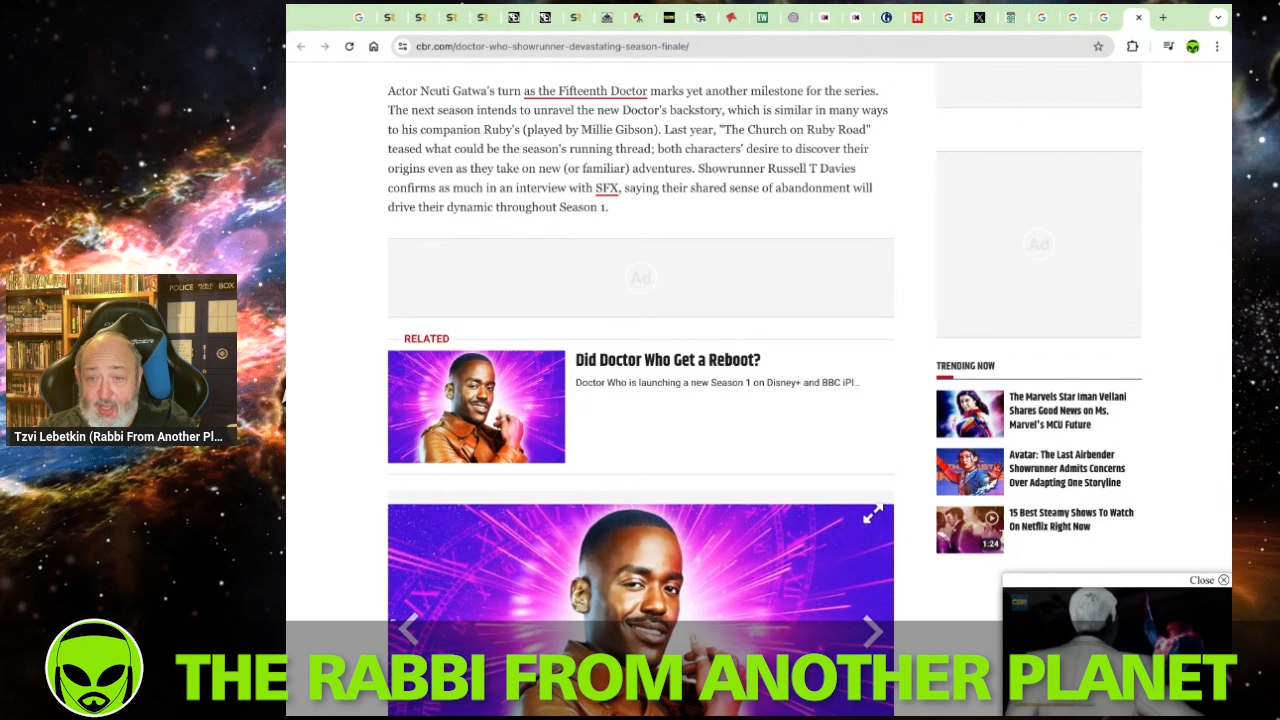 cbr.com/doctor-who-showrunner-devastating-season-finale/
Actor Ncuti Gatwa's turn as the Fifteenth Doctor marks yet another milestone for the series.
The next season intends to unravel the new Doctor's backstory, which is similar in many ways
to his companion Ruby's (played by Millie Gibson). Last year, "The Church on Ruby Road"
teased what could be the season's running thread; both characters' desire to discover their
origins even as they take on new (or familiar) adventures. Showrunner Russell T Davies
confirms as much in an interview with SFX, saying their shared sense of abandonment will
drive their dynamic throughout Season 1.
Ad
Ad
RELATED
Did Doctor Who Get a Reboot?
Doctor Who is launching a new Season 1 on Disney+ and BBC iPl...
TRENDING NOW
The Marvels Star Iman Vellani
Shares Good News on Ms.
Marvel's MCU Future
Avatar: The Last Airbender
Showrunner Admits Concerns
Over Adapting One Storyline
15 Best Steamy Shows To Watch
On Netflix Right Now
1:24
Close
CBR
POLICE PUBLIC BOX
Tzvi Lebetkin (Rabbi From Another Pl...
THE RABBI FROM ANOTHER PLANET